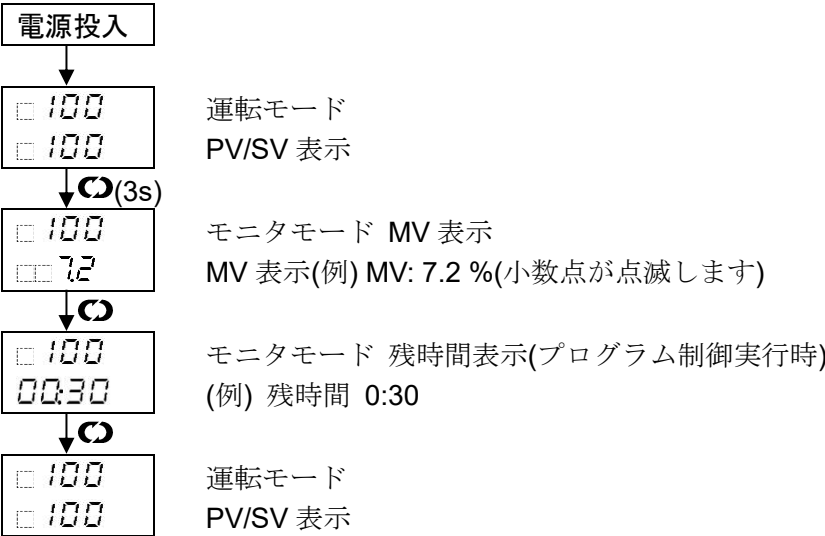 電源投入
100 運転モード
100 PV/SV 表示
(3s)
100 モニタモード MV 表示
7.2 MV 表示(例) MV: 7.2 %(小数点が点滅します)
100 モニタモード 残時間表示(プログラム制御実行時)
00:30 (例) 残時間 0:30
100 運転モード
100 PV/SV 表示